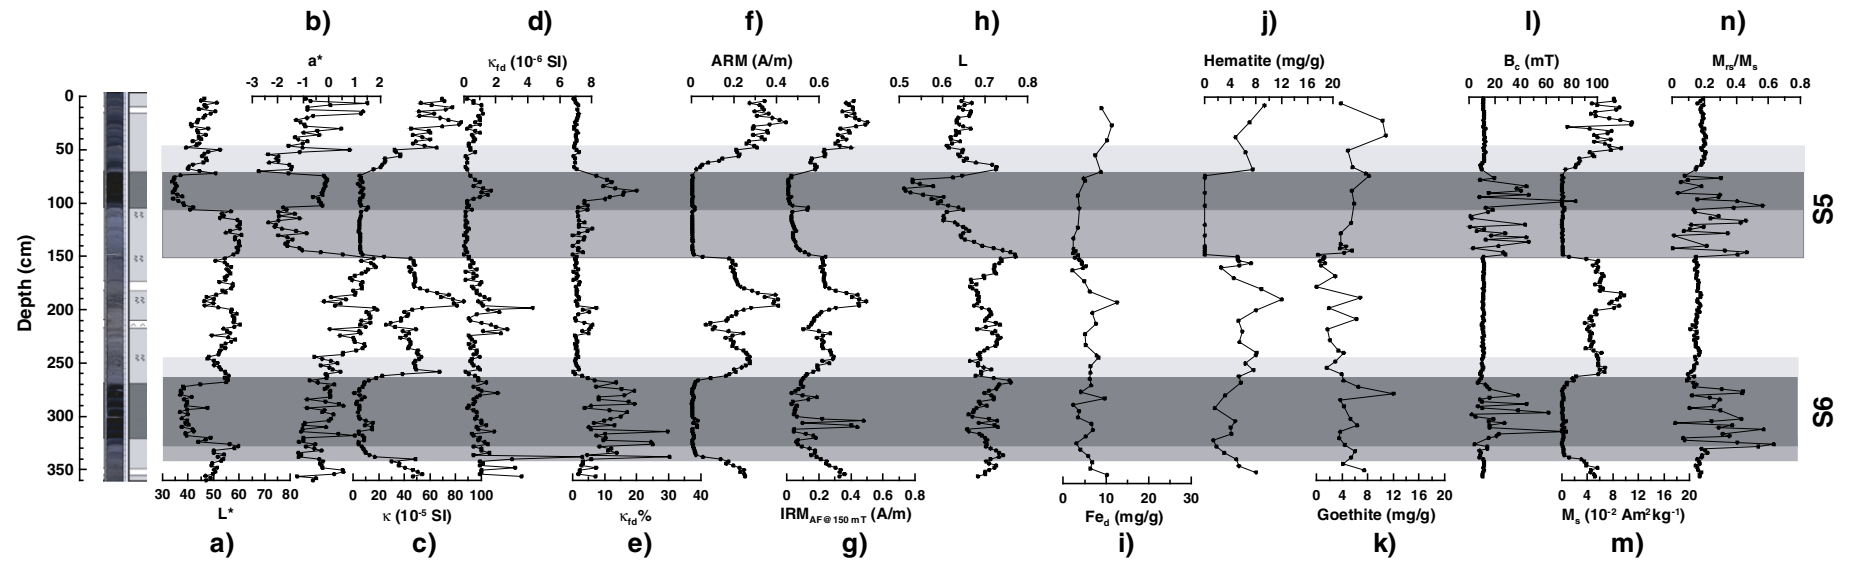 b) d) f) h) j) l) n)
a* κfd (10-6 SI) ARM (A/m) L Hematite (mg/g) Bc (mT) Mrs/Ms
-3 -2 -1 0 1 2 0 2 4 6 8 0 0.2 0.4 0.6 0.5 0.6 0.7 0.8 0 4 8 12 16 20 0 20 40 60 80 100 0 0.2 0.4 0.6 0.8
Depth (cm)
0
50
100
150
200
250
300
350
S5
S6
30 40 50 60 70 80 0 20 40 60 80 100 0 10 20 30 40 0 0.2 0.4 0.6 0.8 0 10 20 30 0 4 8 12 16 20 0 4 8 12 16 20
L* κ (10-5 SI) κfd% IRMAF@150 mT (A/m) Fed (mg/g) Goethite (mg/g) Ms (10-2 Am2kg-1)
a) c) e) g) i) k) m)